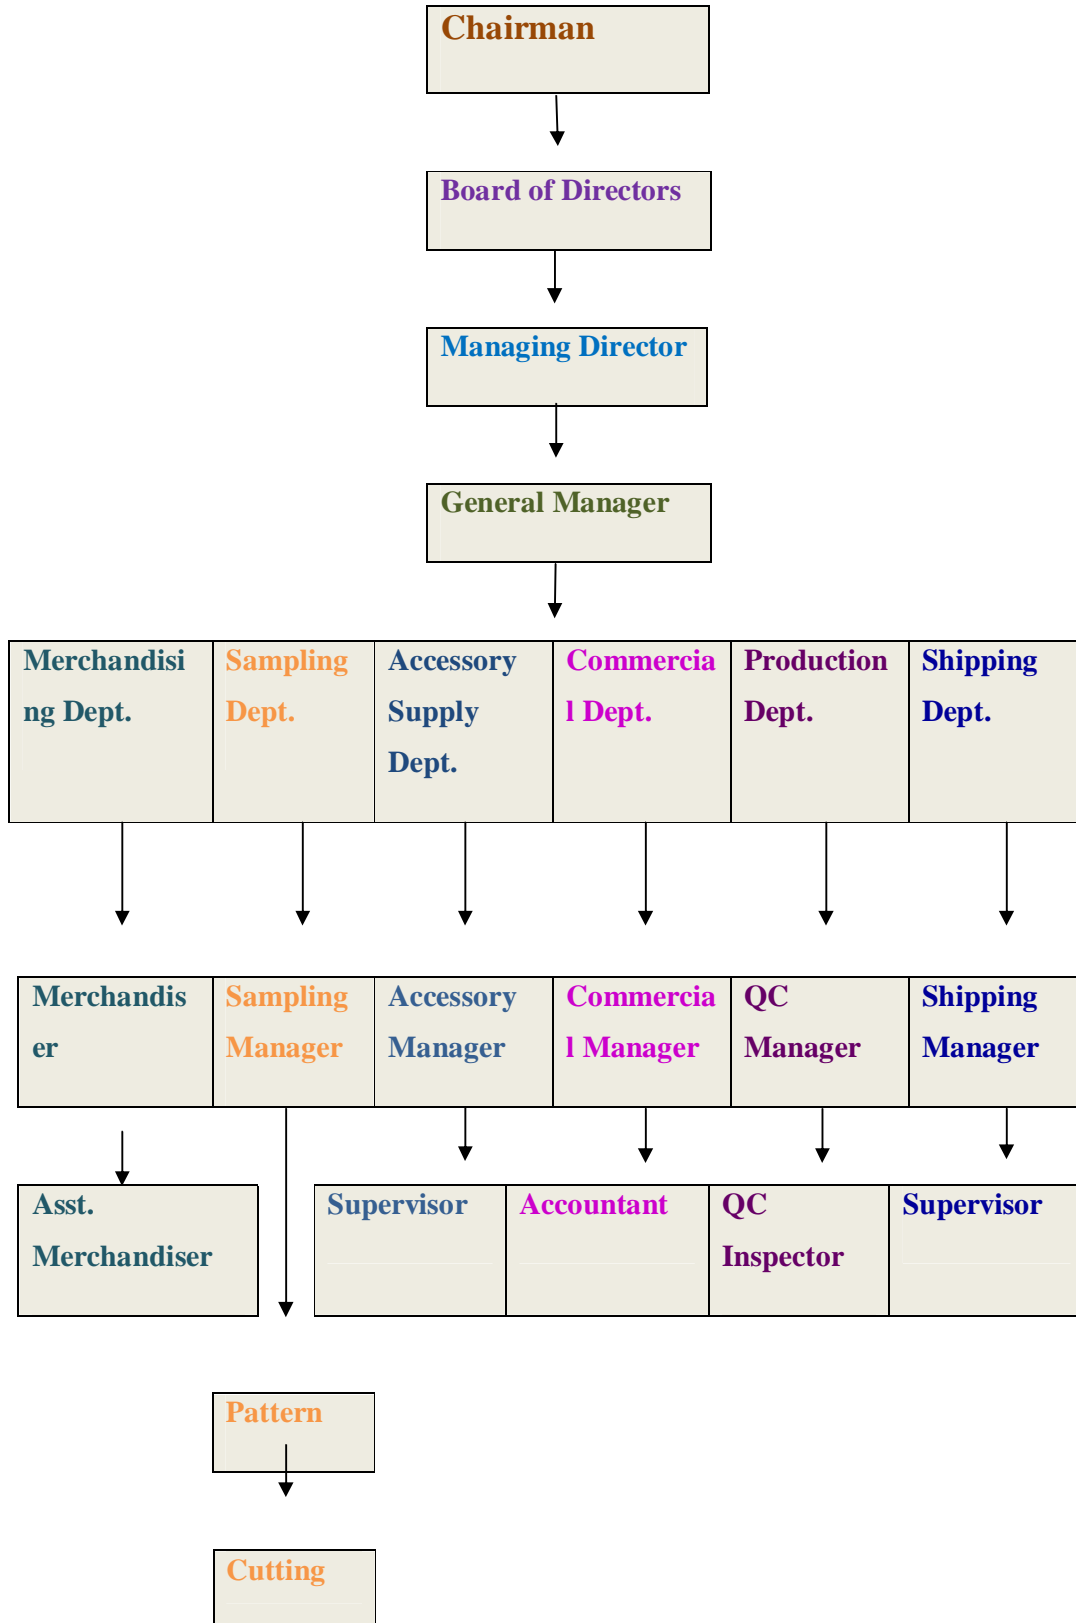 Chairman
Board of Directors
Managing Director
General Manager
Merchandisi
ng Dept.
Sampling
Dept.
Accessory
Supply
Dept.
Commercia
l Dept.
Production
Dept.
Shipping
Dept.
Merchandis
er
Sampling
Manager
Accessory
Manager
Commercia
l Manager
QC
Manager
Shipping
Manager
Asst.
Merchandiser
Supervisor
Accountant
QC
Inspector
Supervisor
Pattern
Cutting